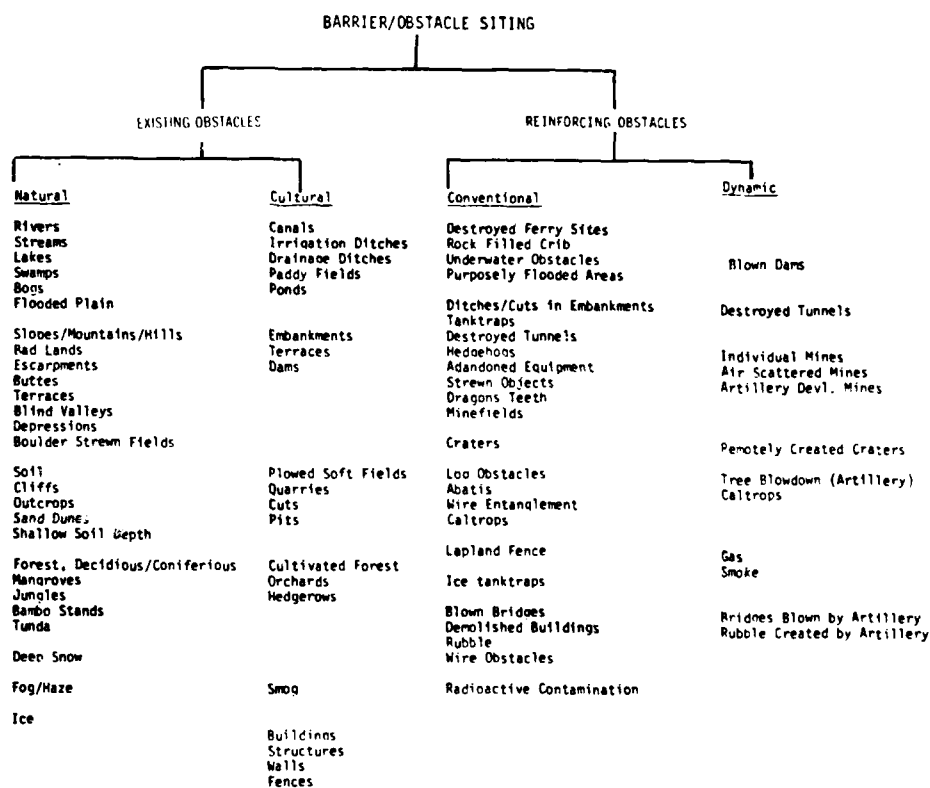 BARRIER/OBSTACLE SITING
EXISTING OBSTACLES
REINFORCING OBSTACLES
Natural
Rivers
Streams
Lakes
Swamps
Bogs
Flooded Plain
Slopes/Mountains/Hills
Bad Lands
Escarpments
Buttes
Terraces
Blind Valleys
Depressions
Boulder Strewn Fields
Soil
Cliffs
Outcrops
Sand Dunes
Shallow Soil Depth
Forest, Decidious/Coniferious
Mangroves
Jungles
Bambo Stands
Tunda
Deep Snow
Fog/Haze
Ice
Cultural
Canals
Irrigation Ditches
Drainage Ditches
Paddy Fields
Ponds
Embankments
Terraces
Dams
Plowed Soft Fields
Quarries
Cuts
Pits
Cultivated Forest
Orchards
Hedgerows
Smog
Buildings
Structures
Walls
Fences
Conventional
Destroyed Ferry Sites
Rock Filled Crib
Underwater Obstacles
Purposely Flooded Areas
Ditches/Cuts in Embankments
Tanktraps
Destroyed Tunnels
Hedgehogs
Adandoned Equipment
Strewn Objects
Dragons Teeth
Minefields
Craters
Log Obstacles
Abatis
Wire Entanglement
Caltrops
Lapland Fence
Ice tanktraps
Blown Bridges
Demolished Buildings
Rubble
Wire Obstacles
Radioactive Contamination
Dynamic
Blown Dams
Destroyed Tunnels
Individual Mines
Air Scattered Mines
Artillery Devl. Mines
Remotely Created Craters
Tree Blowdown (Artillery)
Caltrops
Gas
Smoke
Bridges Blown by Artillery
Rubble Created by Artillery